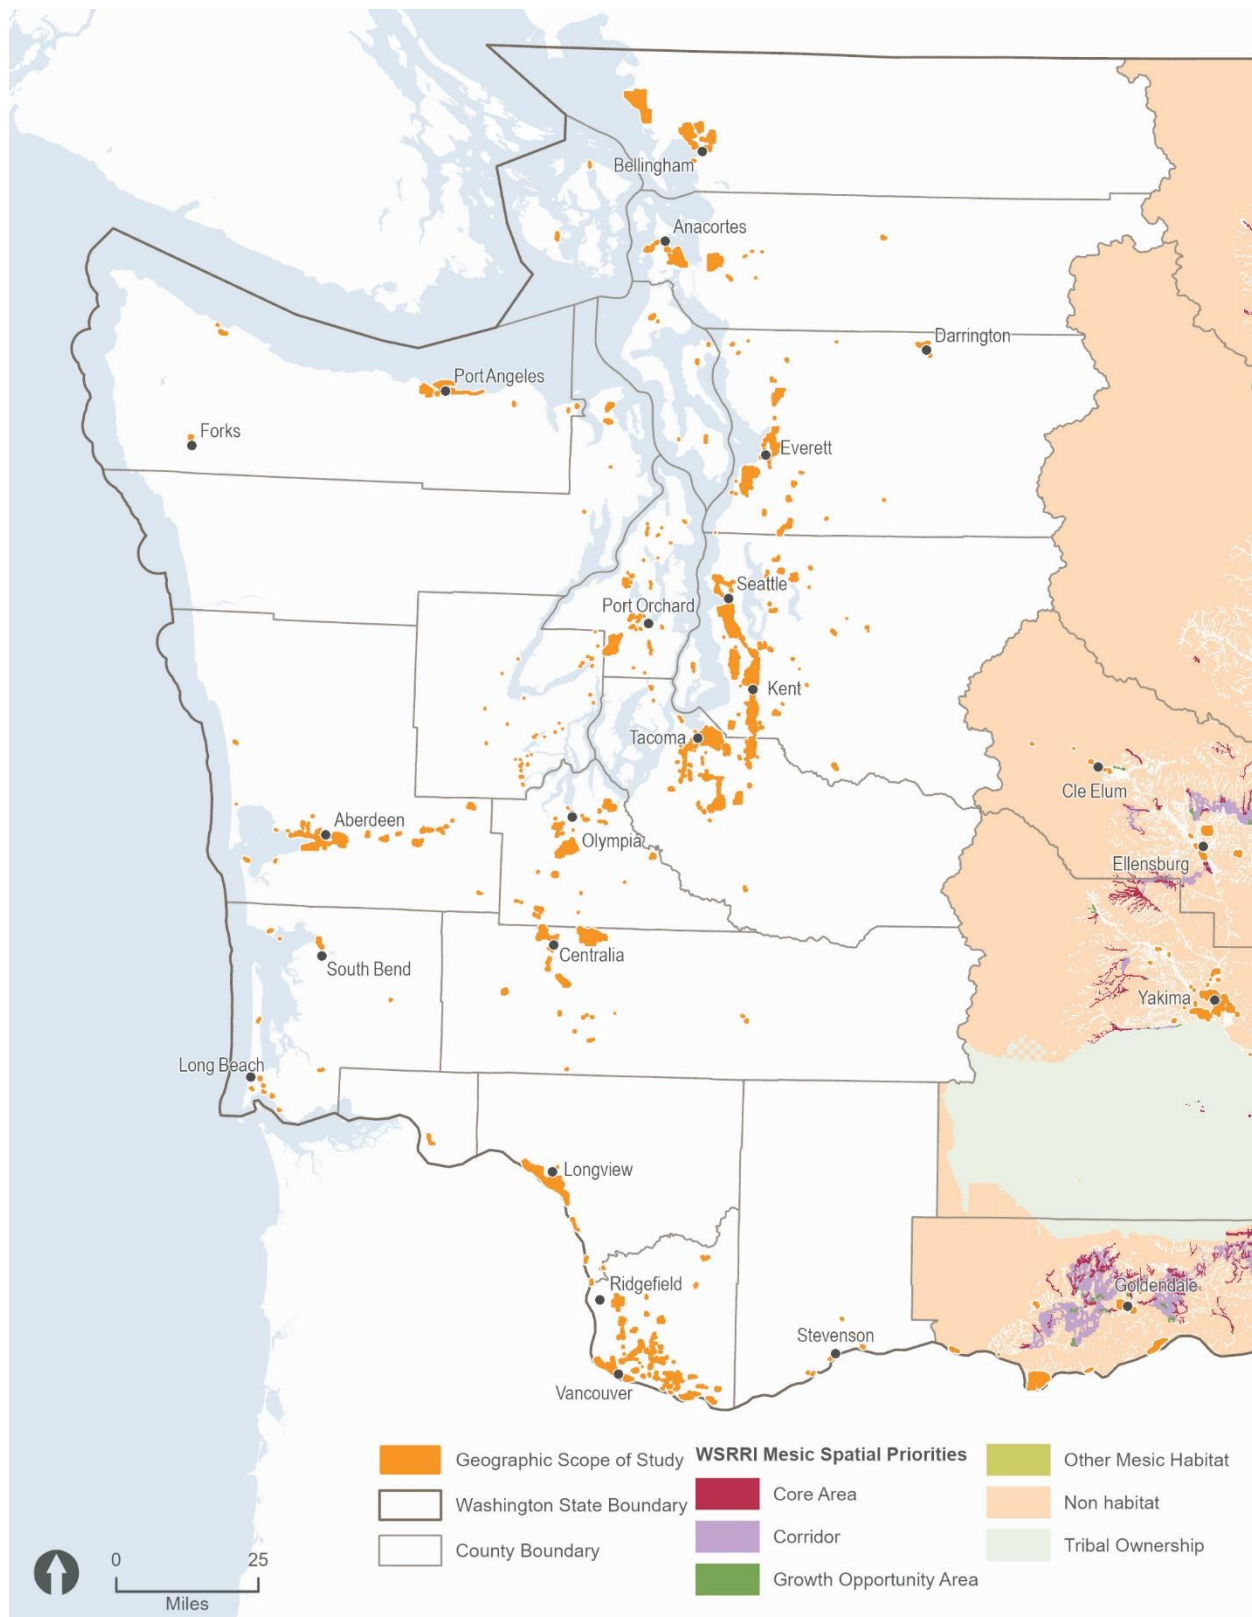 Bellingham
Anacortes
Darrington
Port Angeles
Forks
Everett
Seattle
Port Orchard
Kent
Tacoma
Cle Elum
Aberdeen
Olympia
Ellensburg
Centralia
South Bend
Yakima
Long Beach
Longview
Ridgefield
Goldendale
Stevenson
Vancouver
Geographic Scope of Study
Washington State Boundary
County Boundary
WSRRI Mesic Spatial Priorities
Core Area
Corridor
Growth Opportunity Area
Other Mesic Habitat
Non habitat
Tribal Ownership
0 25
Miles